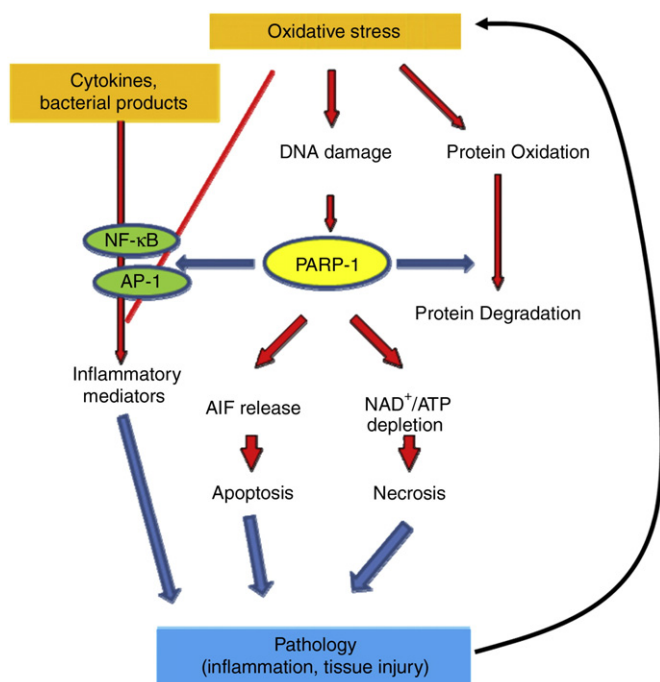 Oxidative stress
Cytokines,
bacterial products
DNA damage
Protein Oxidation
NF-κB
AP-1
PARP-1
Protein Degradation
Inflammatory
mediators
AIF release
NAD⁺/ATP
depletion
Apoptosis
Necrosis
Pathology
(inflammation, tissue injury)